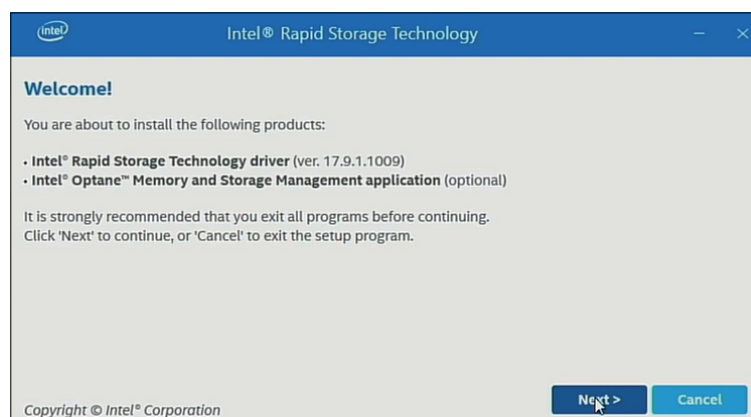 intel
Intel® Rapid Storage Technology
Welcome!
You are about to install the following products:
• Intel® Rapid Storage Technology driver (ver. 17.9.1.1009)
• Intel® Optane™ Memory and Storage Management application (optional)
It is strongly recommended that you exit all programs before continuing.
Click 'Next' to continue, or 'Cancel' to exit the setup program.
Next >
Cancel
Copyright © Intel® Corporation